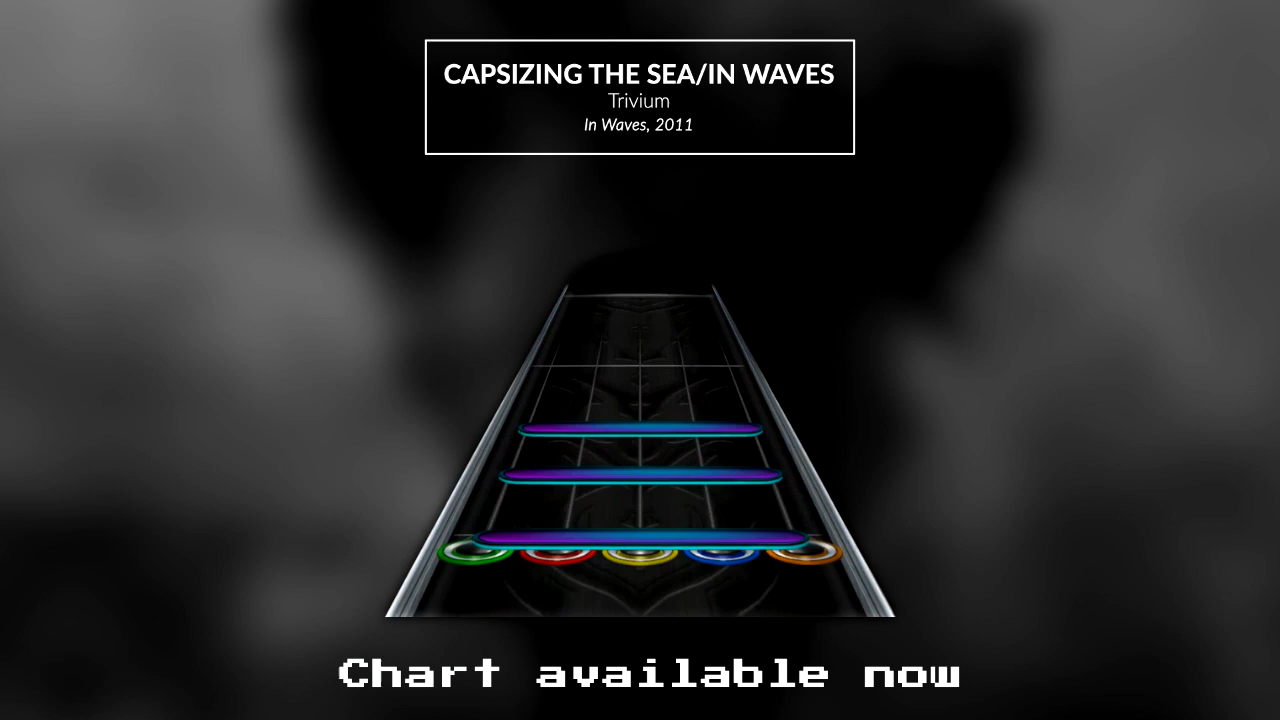 CAPSIZING THE SEA/IN WAVES
Trivium
In Waves, 2011
Chart available now